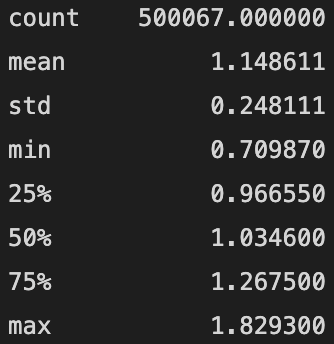 count 500067.000000
mean 1.148611
std 0.248111
min 0.709870
25% 0.966550
50% 1.034600
75% 1.267500
max 1.829300